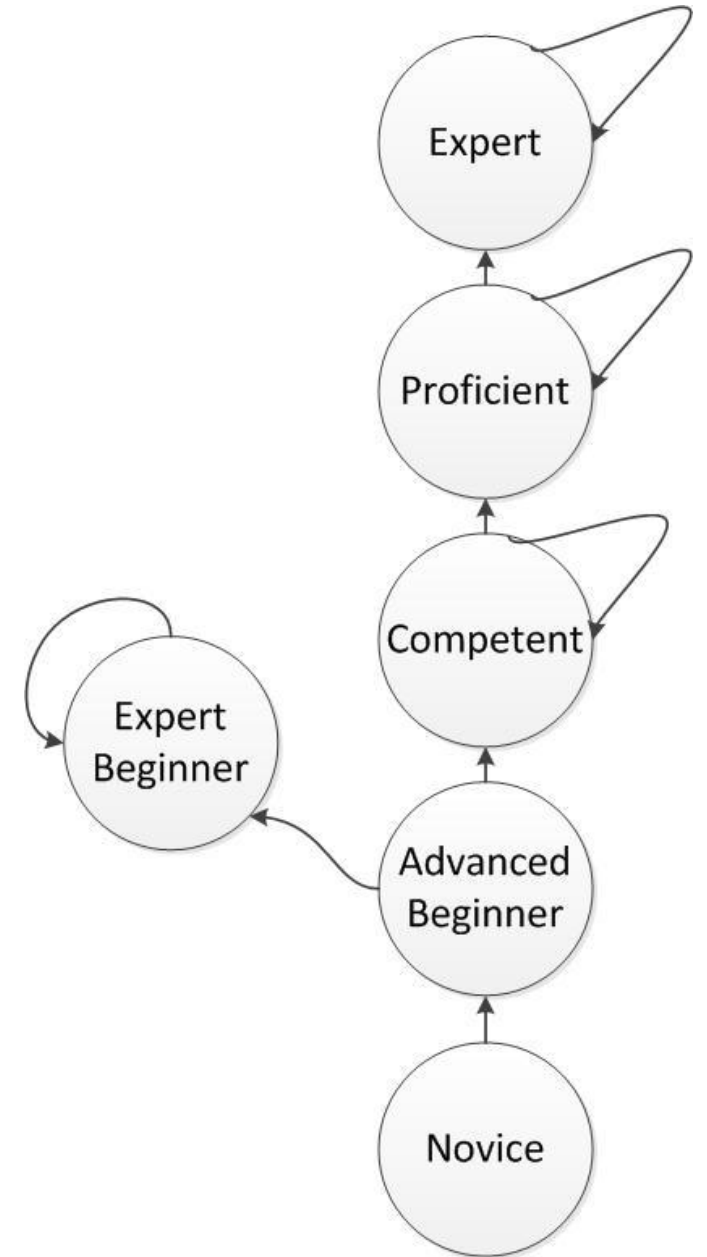 Expert
Proficient
Competent
Expert
Beginner
Advanced
Beginner
Novice